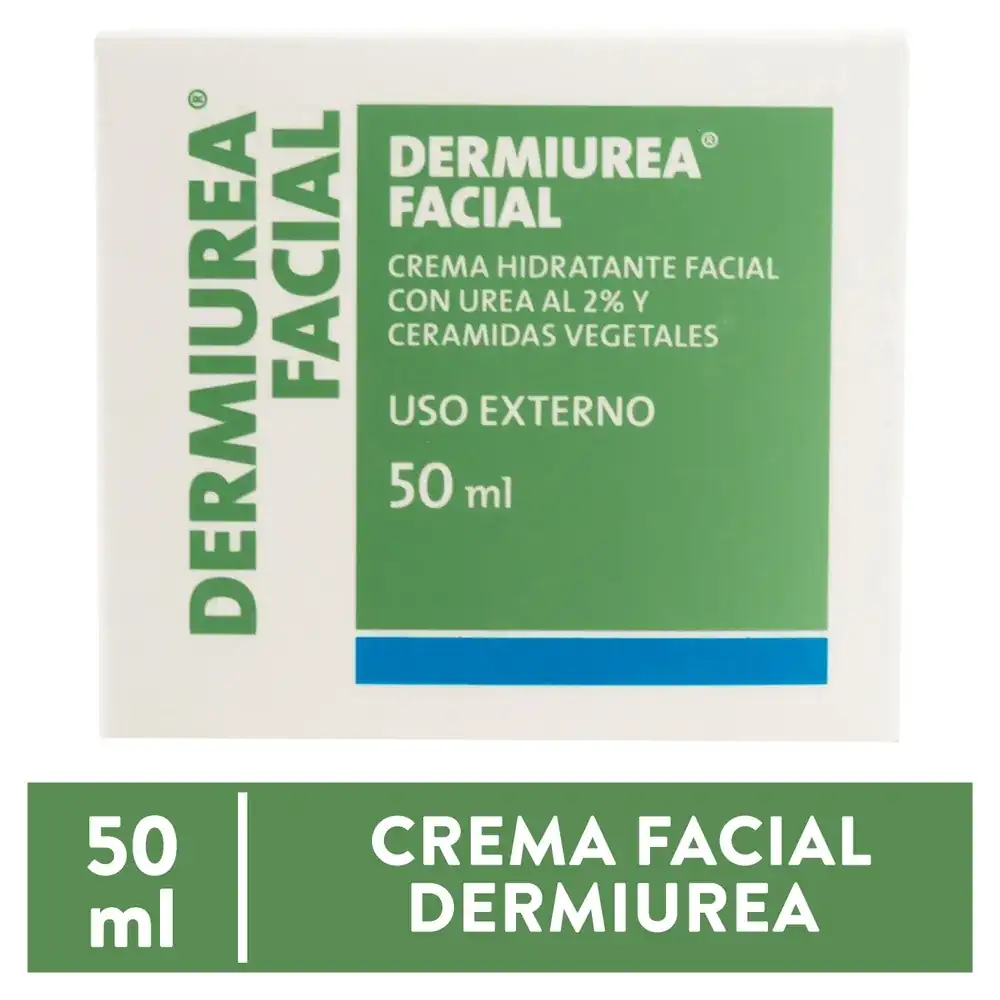 DERMIUREA®
FACIAL
DERMIUREA®
FACIAL
CREMA HIDRATANTE FACIAL
CON UREA AL 2% Y
CERAMIDAS VEGETALES
USO EXTERNO
50 ml
50
ml
CREMA FACIAL
DERMIUREA